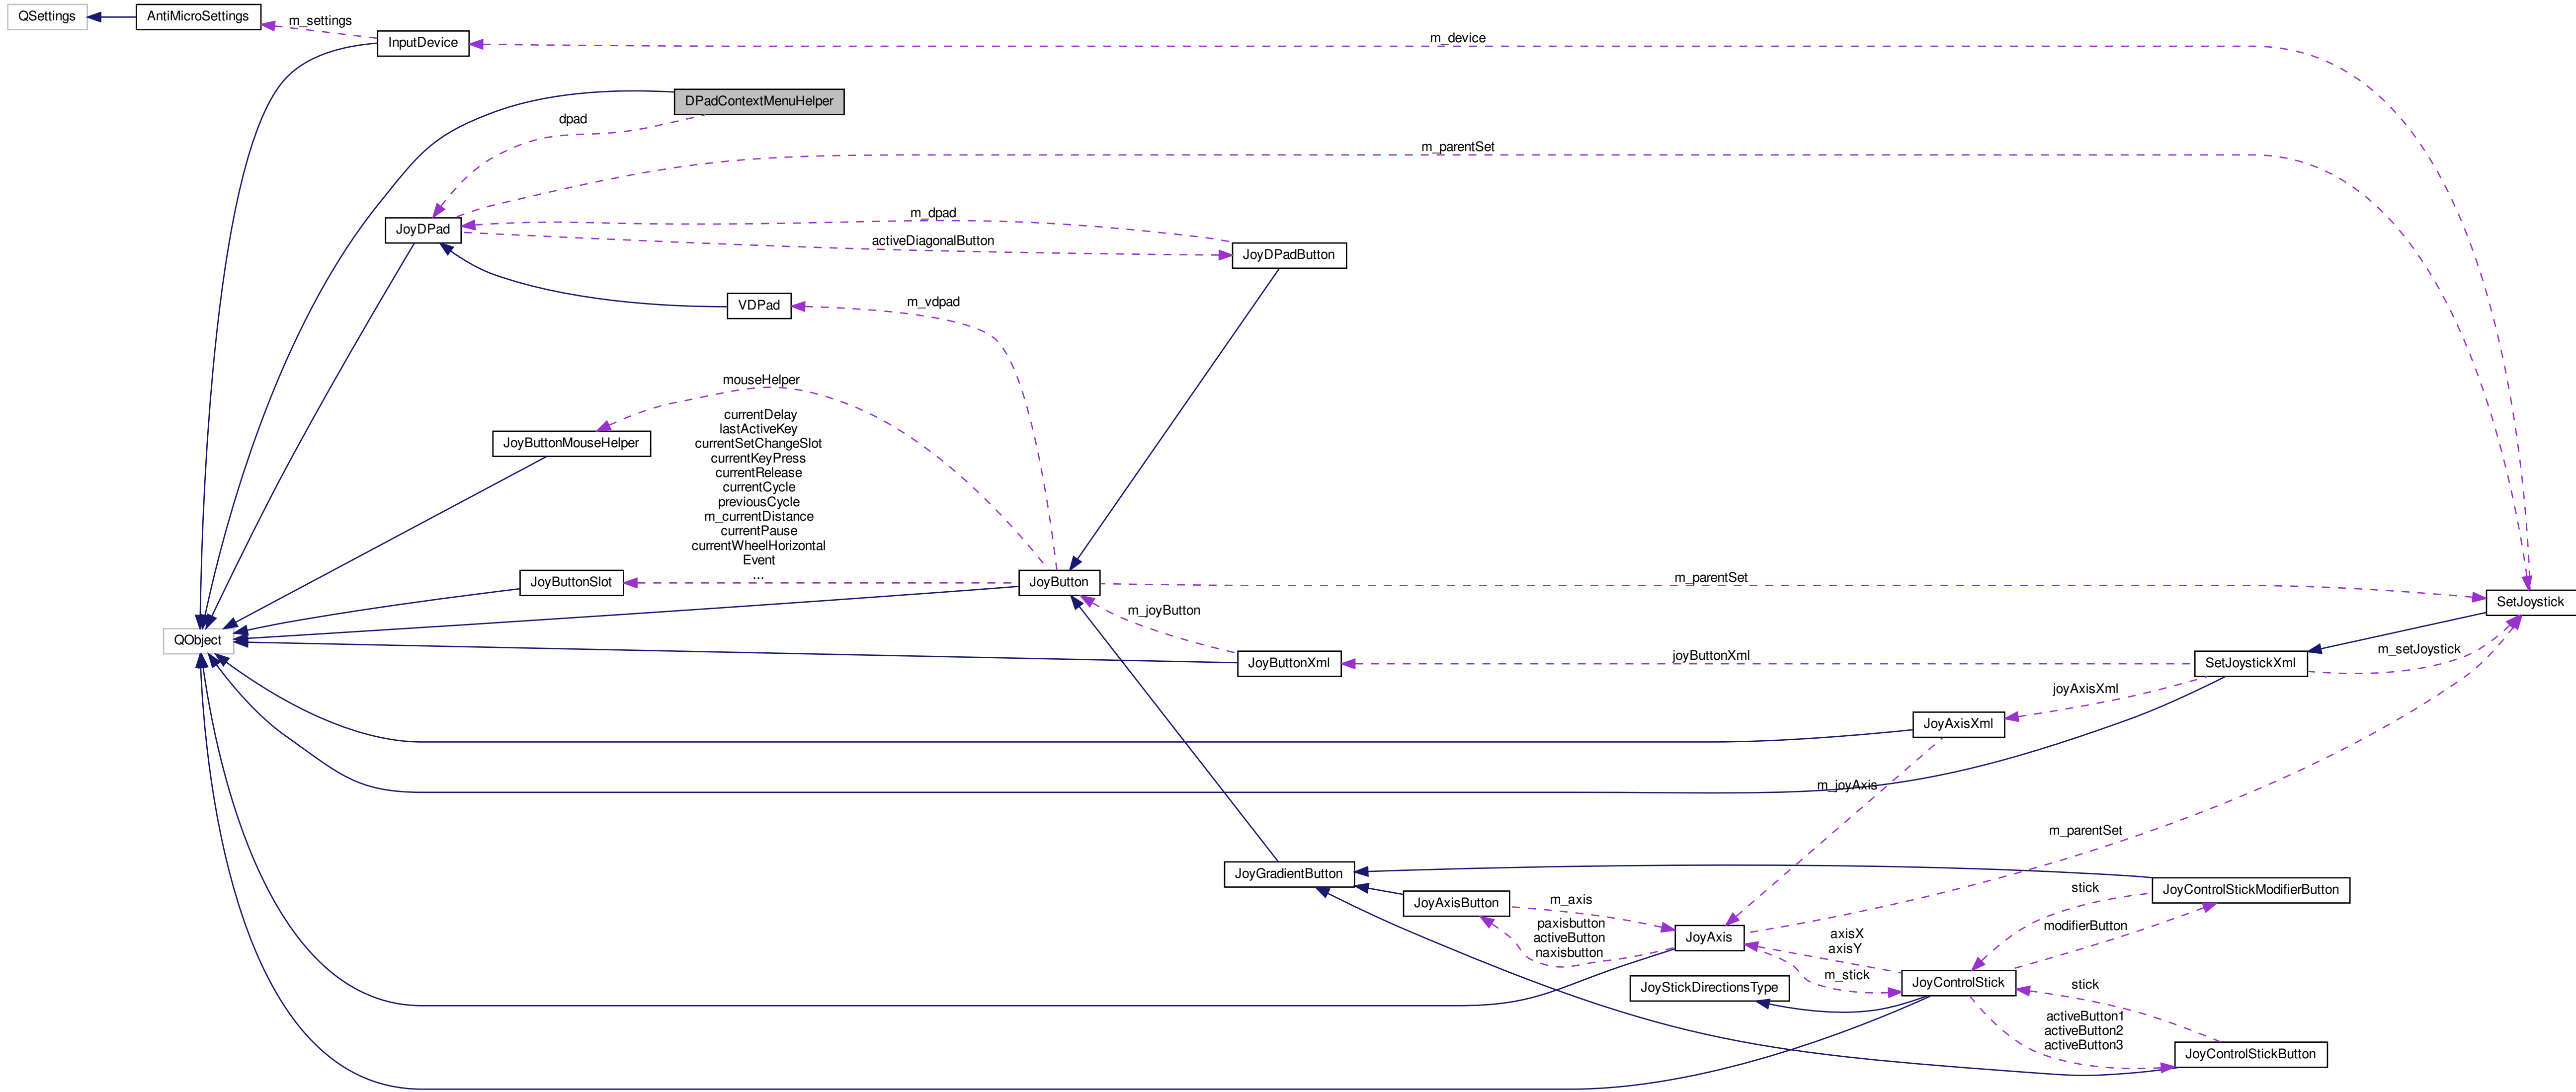 QSettings
AntiMicroSettings
m_settings
InputDevice
m_device
DPadContextMenuHelper
dpad
m_parentSet
JoyDPad
m_dpad
activeDiagonalButton
JoyDPadButton
VDPad
m_vdpad
mouseHelper
JoyButtonMouseHelper
currentDelay
lastActiveKey
currentSetChangeSlot
currentKeyPress
currentRelease
currentCycle
previousCycle
m_currentDistance
currentPause
currentWheelHorizontal
Event
...
JoyButtonSlot
JoyButton
m_parentSet
SetJoystick
m_joyButton
QObject
JoyButtonXml
joyButtonXml
SetJoystickXml
m_setJoystick
joyAxisXml
JoyAxisXml
m_joyAxis
m_parentSet
JoyGradientButton
JoyAxisButton
m_axis
paxisbutton
activeButton
naxisbutton
JoyAxis
axisX
axisY
m_stick
stick
JoyControlStickModifierButton
modifierButton
JoyStickDirectionsType
JoyControlStick
stick
activeButton1
activeButton2
activeButton3
JoyControlStickButton